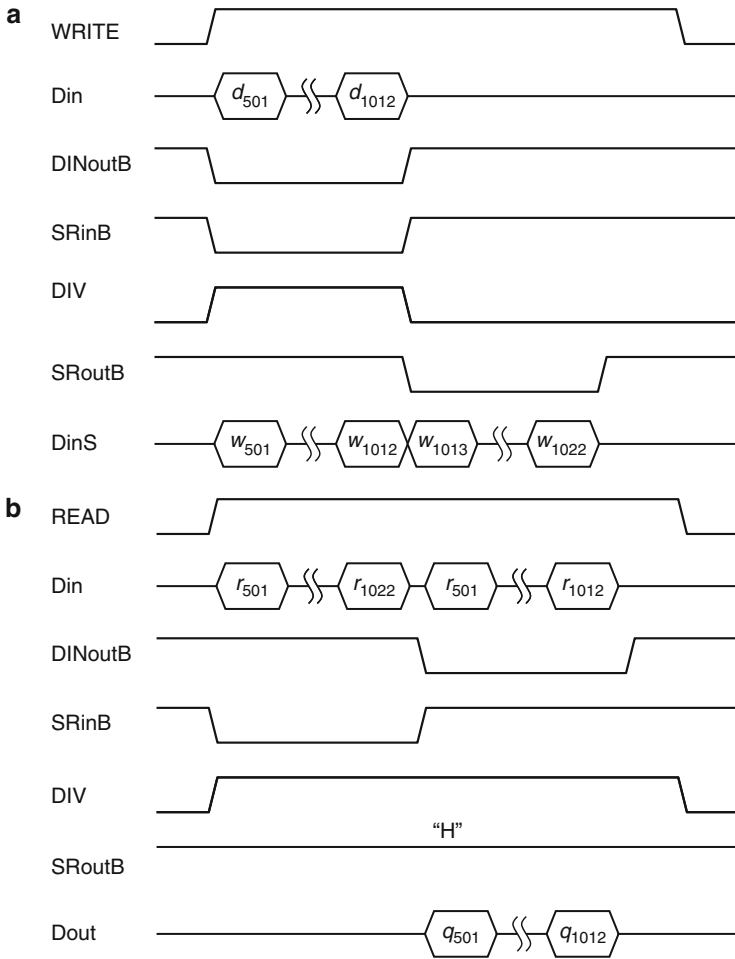 a
WRITE
Din d501 d1012
DINoutB
SRinB
DIV
SRoutB
DinS w501 w1012 w1013 w1022
b
READ
Din r501 r1022 r501 r1012
DINoutB
SRinB
DIV
“H”
SRoutB
Dout q501 q1012